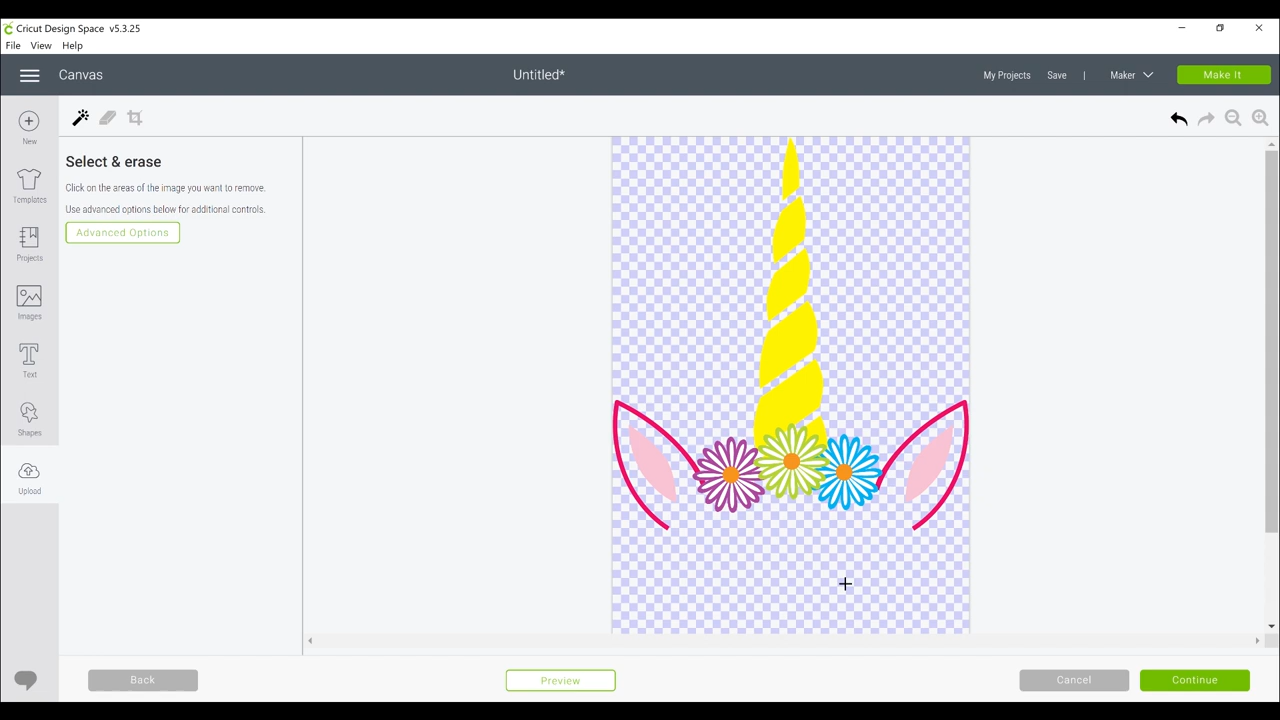 Cricut Design Space v5.3.25
File View Help
Canvas
Untitled*
My Projects Save | Maker Make It
New
Templates
Projects
Images
Text
Shapes
Upload
Select & erase
Click on the areas of the image you want to remove.
Use advanced options below for additional controls.
Advanced Options
Back
Preview
Cancel
Continue